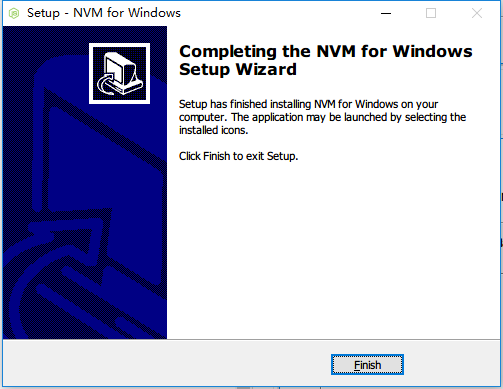 Setup - NVM for Windows
Completing the NVM for Windows
Setup Wizard
Setup has finished installing NVM for Windows on your
computer. The application may be launched by selecting the
installed icons.
Click Finish to exit Setup.
Finish